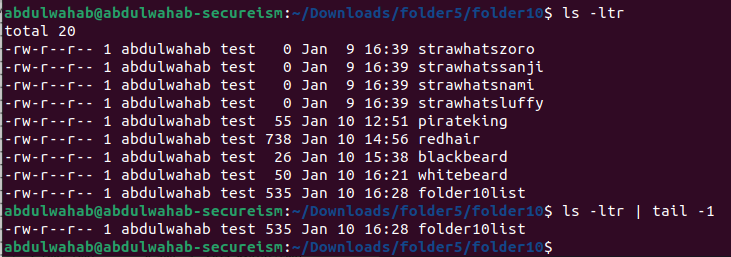 abdulwahab@abdulwahab-secureism:~/Downloads/folder5/folder10$ ls -ltr
total 20
-rw-r--r-- 1 abdulwahab test   0 Jan  9 16:39 strawhatszoro
-rw-r--r-- 1 abdulwahab test   0 Jan  9 16:39 strawhatssanji
-rw-r--r-- 1 abdulwahab test   0 Jan  9 16:39 strawhatsnami
-rw-r--r-- 1 abdulwahab test   0 Jan  9 16:39 strawhatsluffy
-rw-r--r-- 1 abdulwahab test  55 Jan 10 12:51 pirateking
-rw-r--r-- 1 abdulwahab test 738 Jan 10 14:56 redhair
-rw-r--r-- 1 abdulwahab test  26 Jan 10 15:38 blackbeard
-rw-r--r-- 1 abdulwahab test  50 Jan 10 16:21 whitebeard
-rw-r--r-- 1 abdulwahab test 535 Jan 10 16:28 folder10list
abdulwahab@abdulwahab-secureism:~/Downloads/folder5/folder10$ ls -ltr | tail -1
-rw-r--r-- 1 abdulwahab test 535 Jan 10 16:28 folder10list
abdulwahab@abdulwahab-secureism:~/Downloads/folder5/folder10$